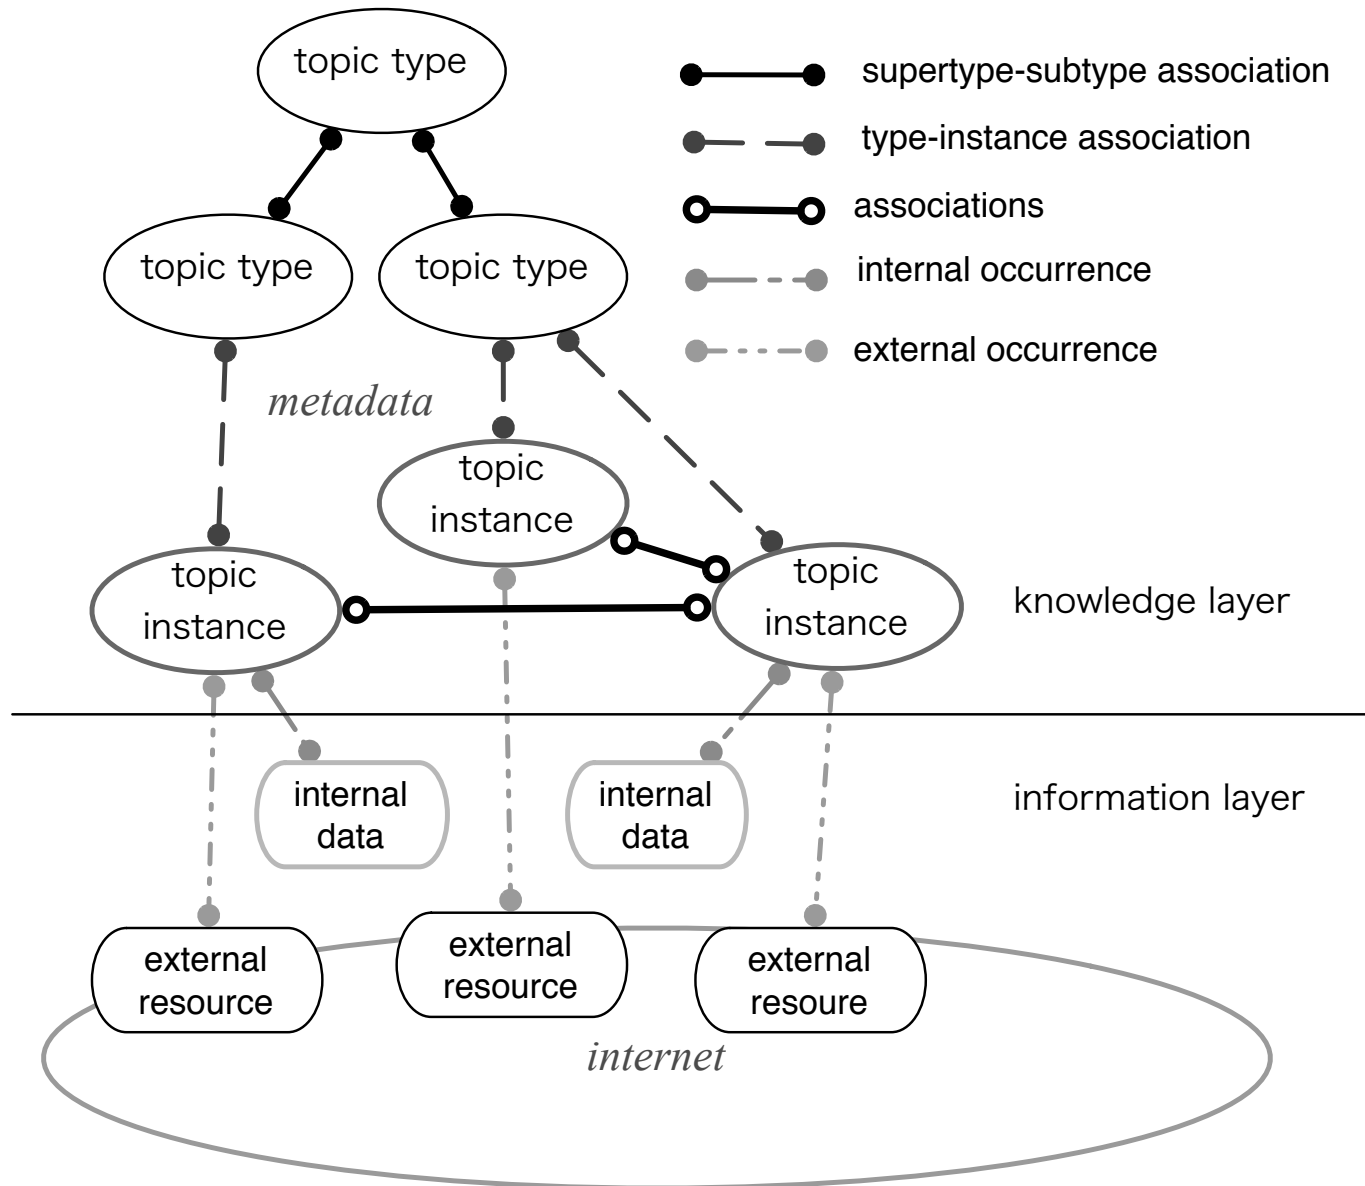 topic type
supertype-subtype association
type-instance association
associations
internal occurrence
external occurrence
topic type
topic type
metadata
topic
instance
topic
instance
topic
instance
knowledge layer
information layer
internal
data
internal
data
external
resource
external
resource
external
resoure
internet